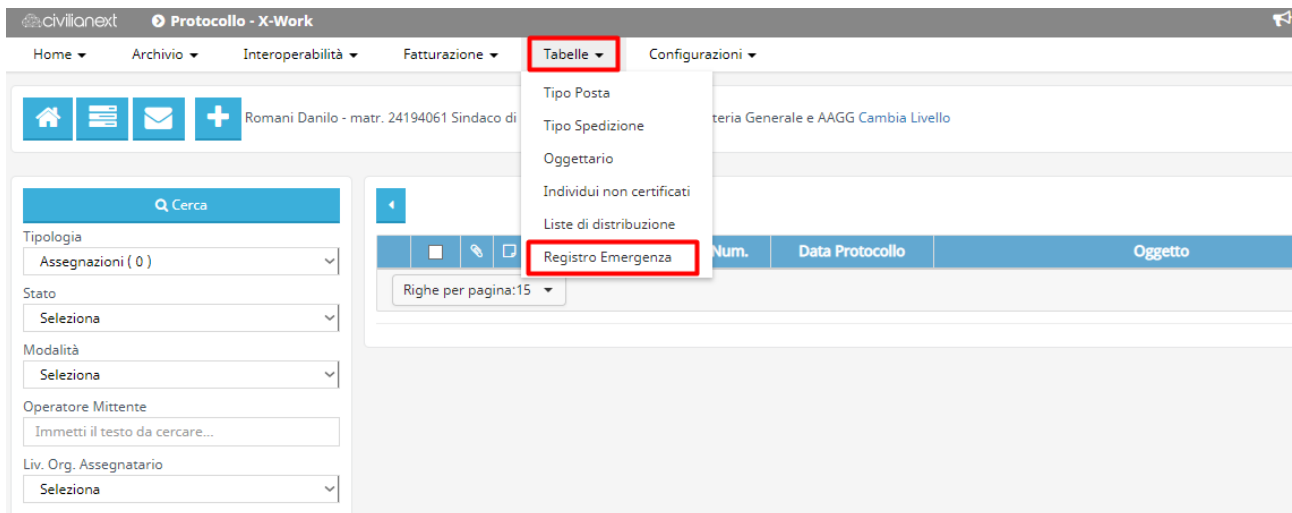 civilianext Protocollo - X-Work
Home Archivio Interoperabilità Fatturazione Tabelle Configurazioni
Tipo Posta
Romani Danilo - matr. 24194061 Sindaco di teria Generale e AAGG Cambia Livello
Tipo Spedizione
Oggettario
Individui non certificati
Liste di distribuzione
Registro Emergenza
Cerca
Tipologia
Assegnazioni ( 0 )
Stato
Seleziona
Modalità
Seleziona
Operatore Mittente
Immetti il testo da cercare...
Liv. Org. Assegnatario
Seleziona
Num. Data Protocollo Oggetto
Righe per pagina:15